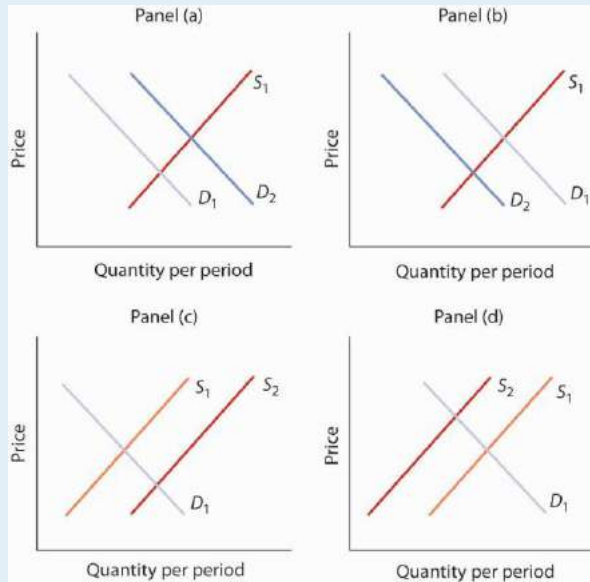 Panel (a)
Price
S1
D1
D2
Quantity per period
Panel (b)
Price
S1
D2
D1
Quantity per period
Panel (c)
Price
S1
S2
D1
Quantity per period
Panel (d)
Price
S2
S1
D1
Quantity per period